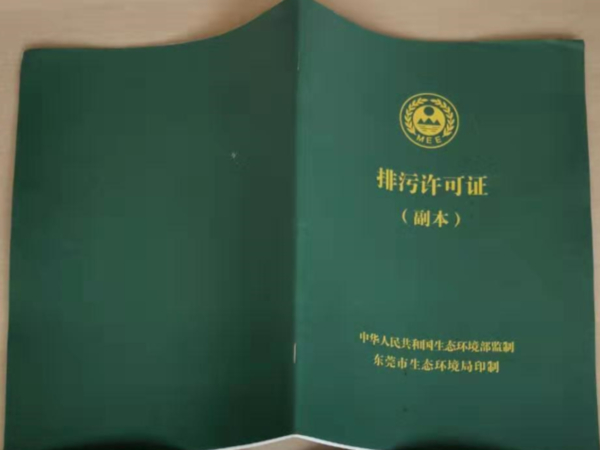 MEE
排污许可证
（副本）
中华人民共和国生态环境部监制
东莞市生态环境局印制